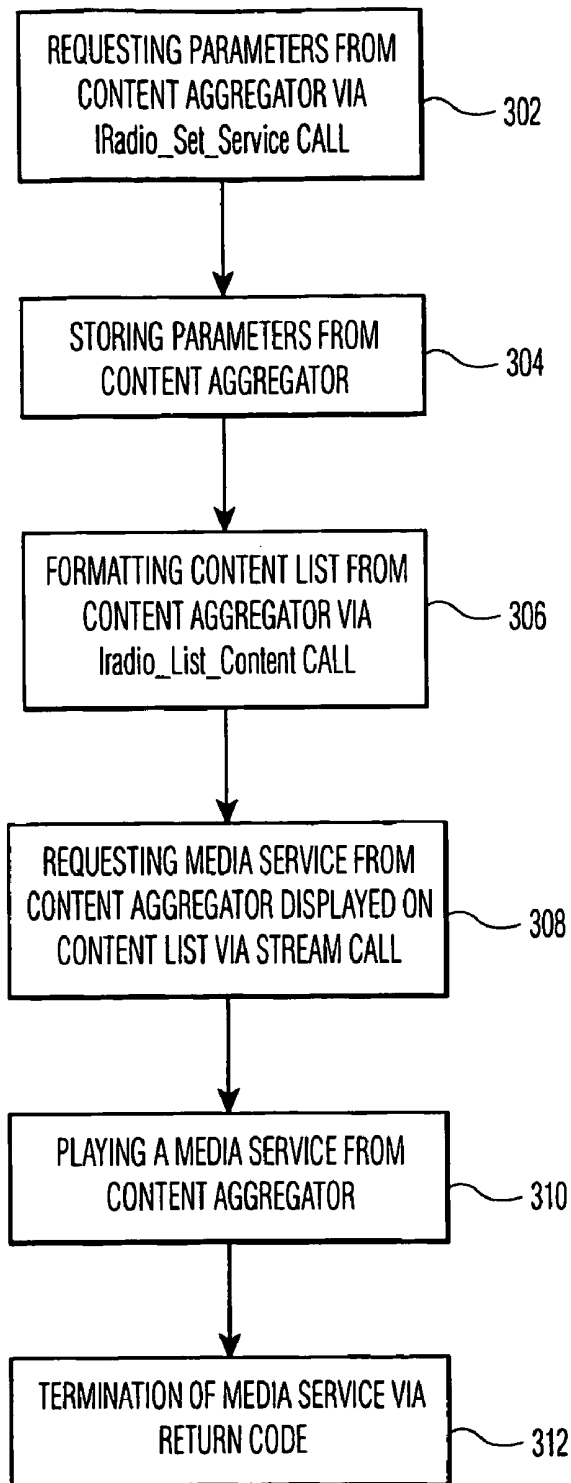 REQUESTING PARAMETERS FROM
CONTENT AGGREGATOR VIA
IRadio_Set_Service CALL
302
STORING PARAMETERS FROM
CONTENT AGGREGATOR
304
FORMATTING CONTENT LIST FROM
CONTENT AGGREGATOR VIA
Iradio_List_Content CALL
306
REQUESTING MEDIA SERVICE FROM
CONTENT AGGREGATOR DISPLAYED ON
CONTENT LIST VIA STREAM CALL
308
PLAYING A MEDIA SERVICE FROM
CONTENT AGGREGATOR
310
TERMINATION OF MEDIA SERVICE VIA
RETURN CODE
312